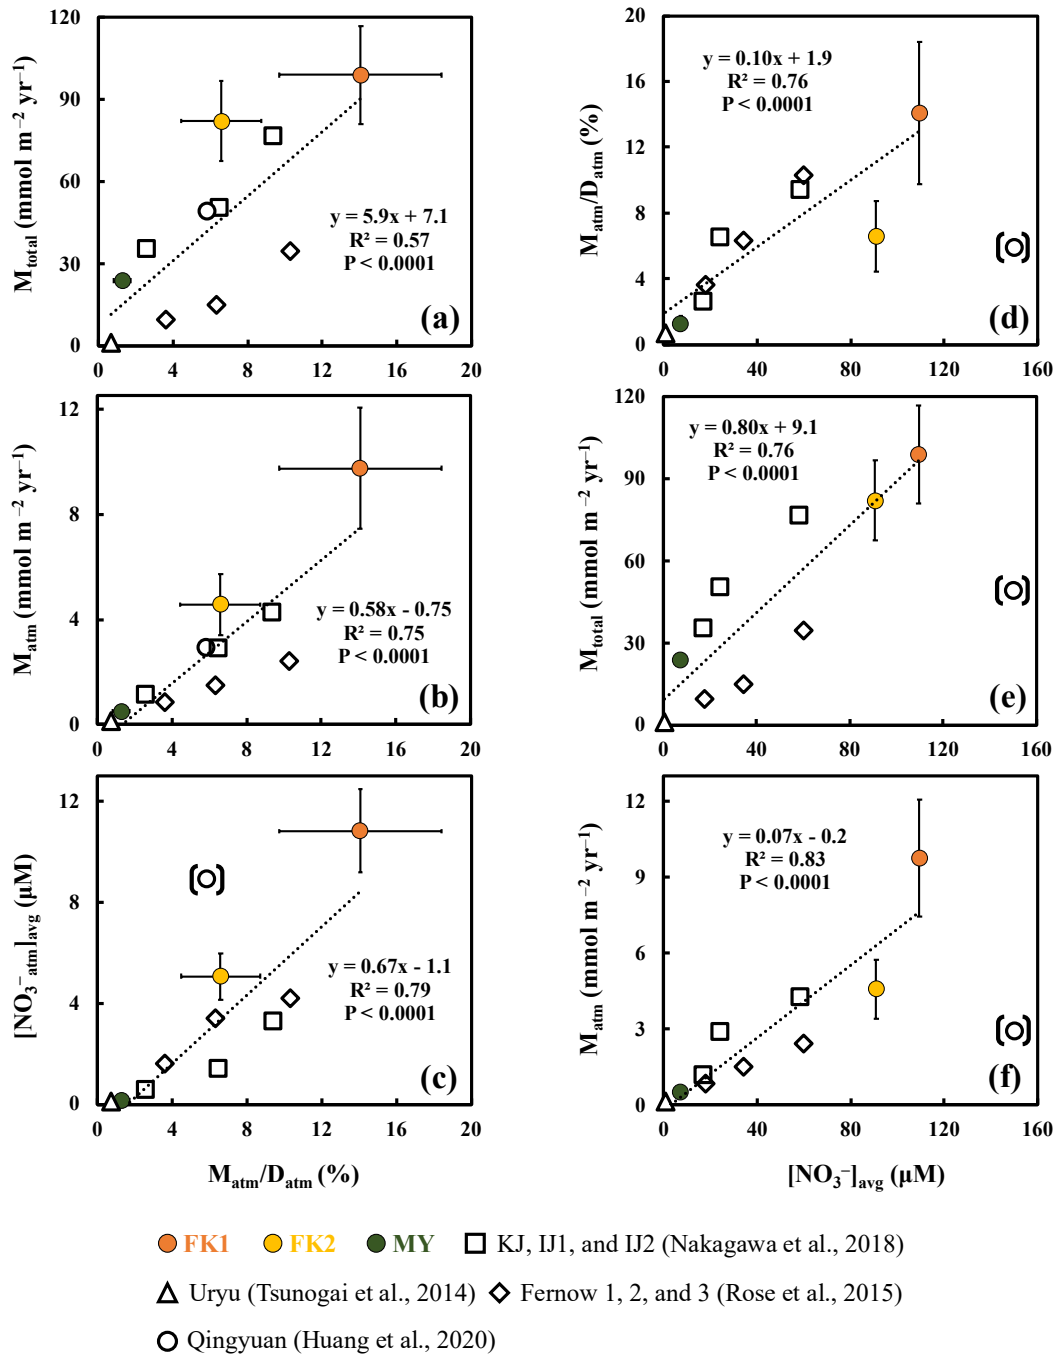 120
90
60
30
0
M_total (mmol m⁻² yr⁻¹)
y = 5.9x + 7.1
R² = 0.57
P < 0.0001
(a)
0 4 8 12 16 20
20
16
12
8
4
0
M_atm/D_atm (%)
y = 0.10x + 1.9
R² = 0.76
P < 0.0001
(d)
0 40 80 120 160
12
8
4
0
M_atm (mmol m⁻² yr⁻¹)
y = 0.58x - 0.75
R² = 0.75
P < 0.0001
(b)
0 4 8 12 16 20
120
90
60
30
0
M_total (mmol m⁻² yr⁻¹)
y = 0.80x + 9.1
R² = 0.76
P < 0.0001
(e)
0 40 80 120 160
12
8
4
0
[NO₃⁻_atm]_avg (μM)
y = 0.67x - 1.1
R² = 0.79
P < 0.0001
(c)
0 4 8 12 16 20
M_atm/D_atm (%)
12
9
6
3
0
M_atm (mmol m⁻² yr⁻¹)
y = 0.07x - 0.2
R² = 0.83
P < 0.0001
(f)
0 40 80 120 160
[NO₃⁻]_avg (μM)
FK1 FK2 MY KJ, IJ1, and IJ2 (Nakagawa et al., 2018)
Uryu (Tsunogai et al., 2014) Fernow 1, 2, and 3 (Rose et al., 2015)
Qingyuan (Huang et al., 2020)